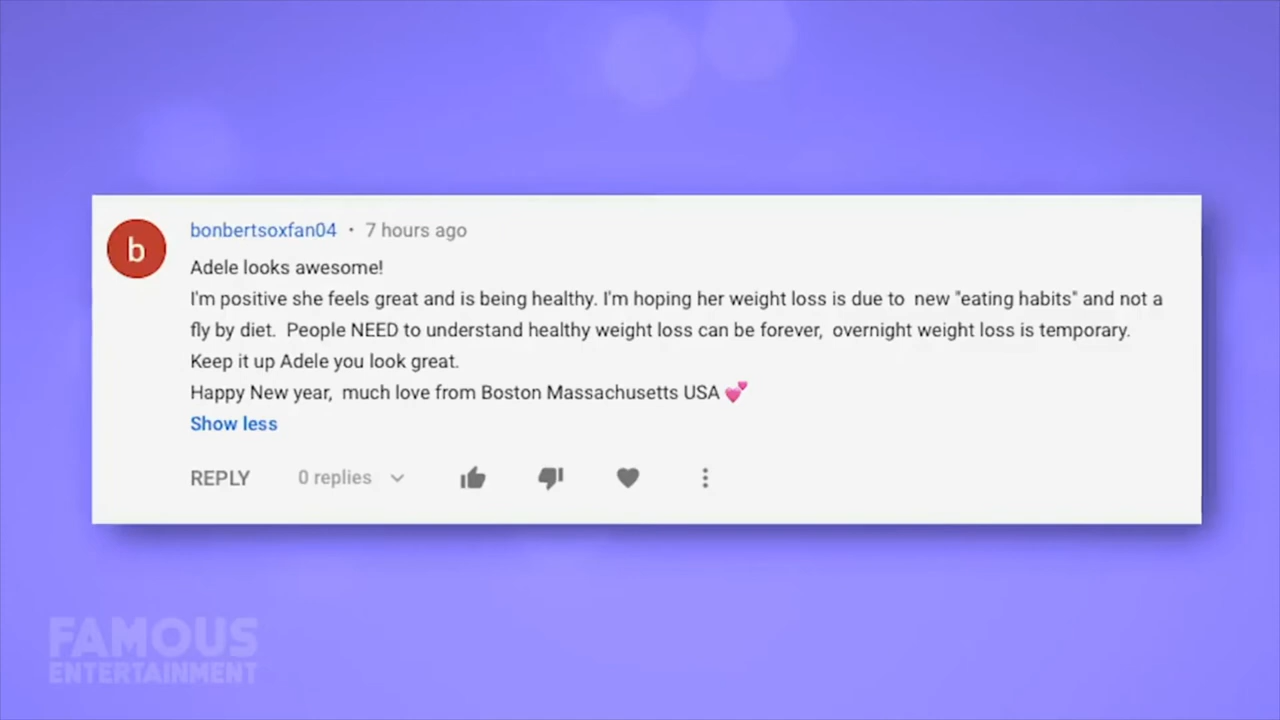 b
bonbertsoxfan04 • 7 hours ago
Adele looks awesome!
I'm positive she feels great and is being healthy. I'm hoping her weight loss is due to  new "eating habits" and not a
fly by diet.  People NEED to understand healthy weight loss can be forever,  overnight weight loss is temporary.
Keep it up Adele you look great.
Happy New year,  much love from Boston Massachusetts USA 💕
Show less
REPLY 0 replies
FAMOUS
ENTERTAINMENT